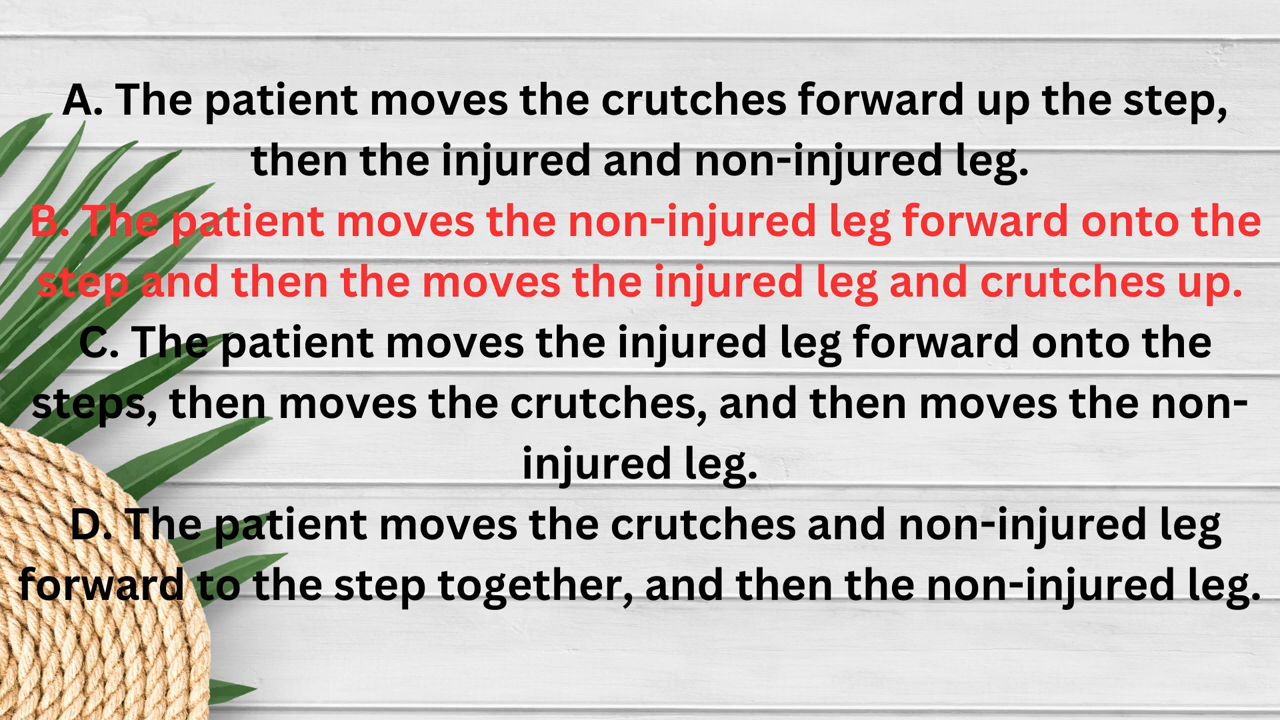 A. The patient moves the crutches forward up the step,
then the injured and non-injured leg.
B. The patient moves the non-injured leg forward onto the
step and then the moves the injured leg and crutches up.
C. The patient moves the injured leg forward onto the
steps, then moves the crutches, and then moves the non-
injured leg.
D. The patient moves the crutches and non-injured leg
forward to the step together, and then the non-injured leg.